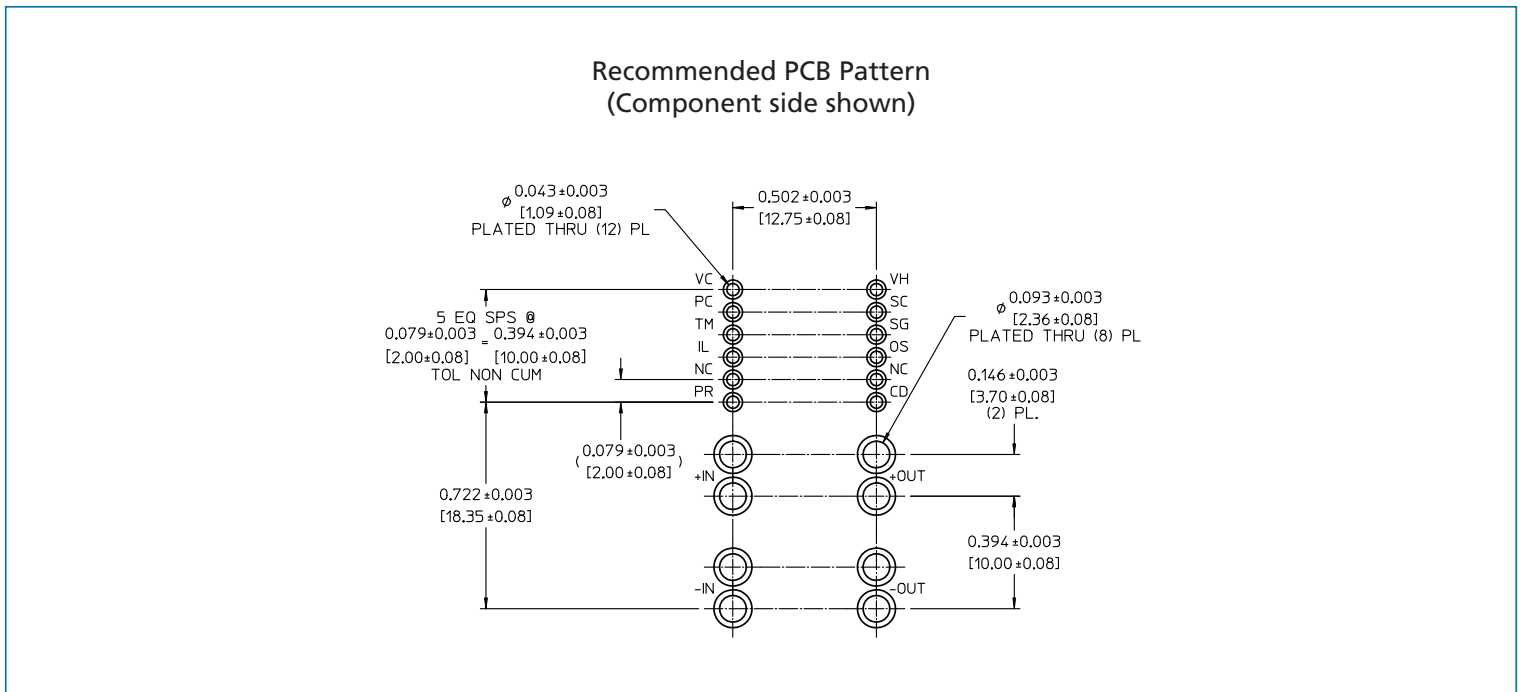 Recommended PCB Pattern
(Component side shown)
ø 0.043±0.003
[1.09±0.08]
PLATED THRU (12) PL
0.502±0.003
[12.75±0.08]
VC
VH
PC
SC
TM
SG
IL
OS
NC
NC
PR
CD
5 EQ SPS @
0.079±0.003 = 0.394±0.003
[2.00±0.08] [10.00±0.08]
TOL NON CUM
ø 0.093±0.003
[2.36±0.08]
PLATED THRU (8) PL
0.146±0.003
[3.70±0.08]
(2) PL.
(0.079±0.003)
[2.00±0.08]
+IN
+OUT
0.722±0.003
[18.35±0.08]
0.394±0.003
[10.00±0.08]
-IN
-OUT